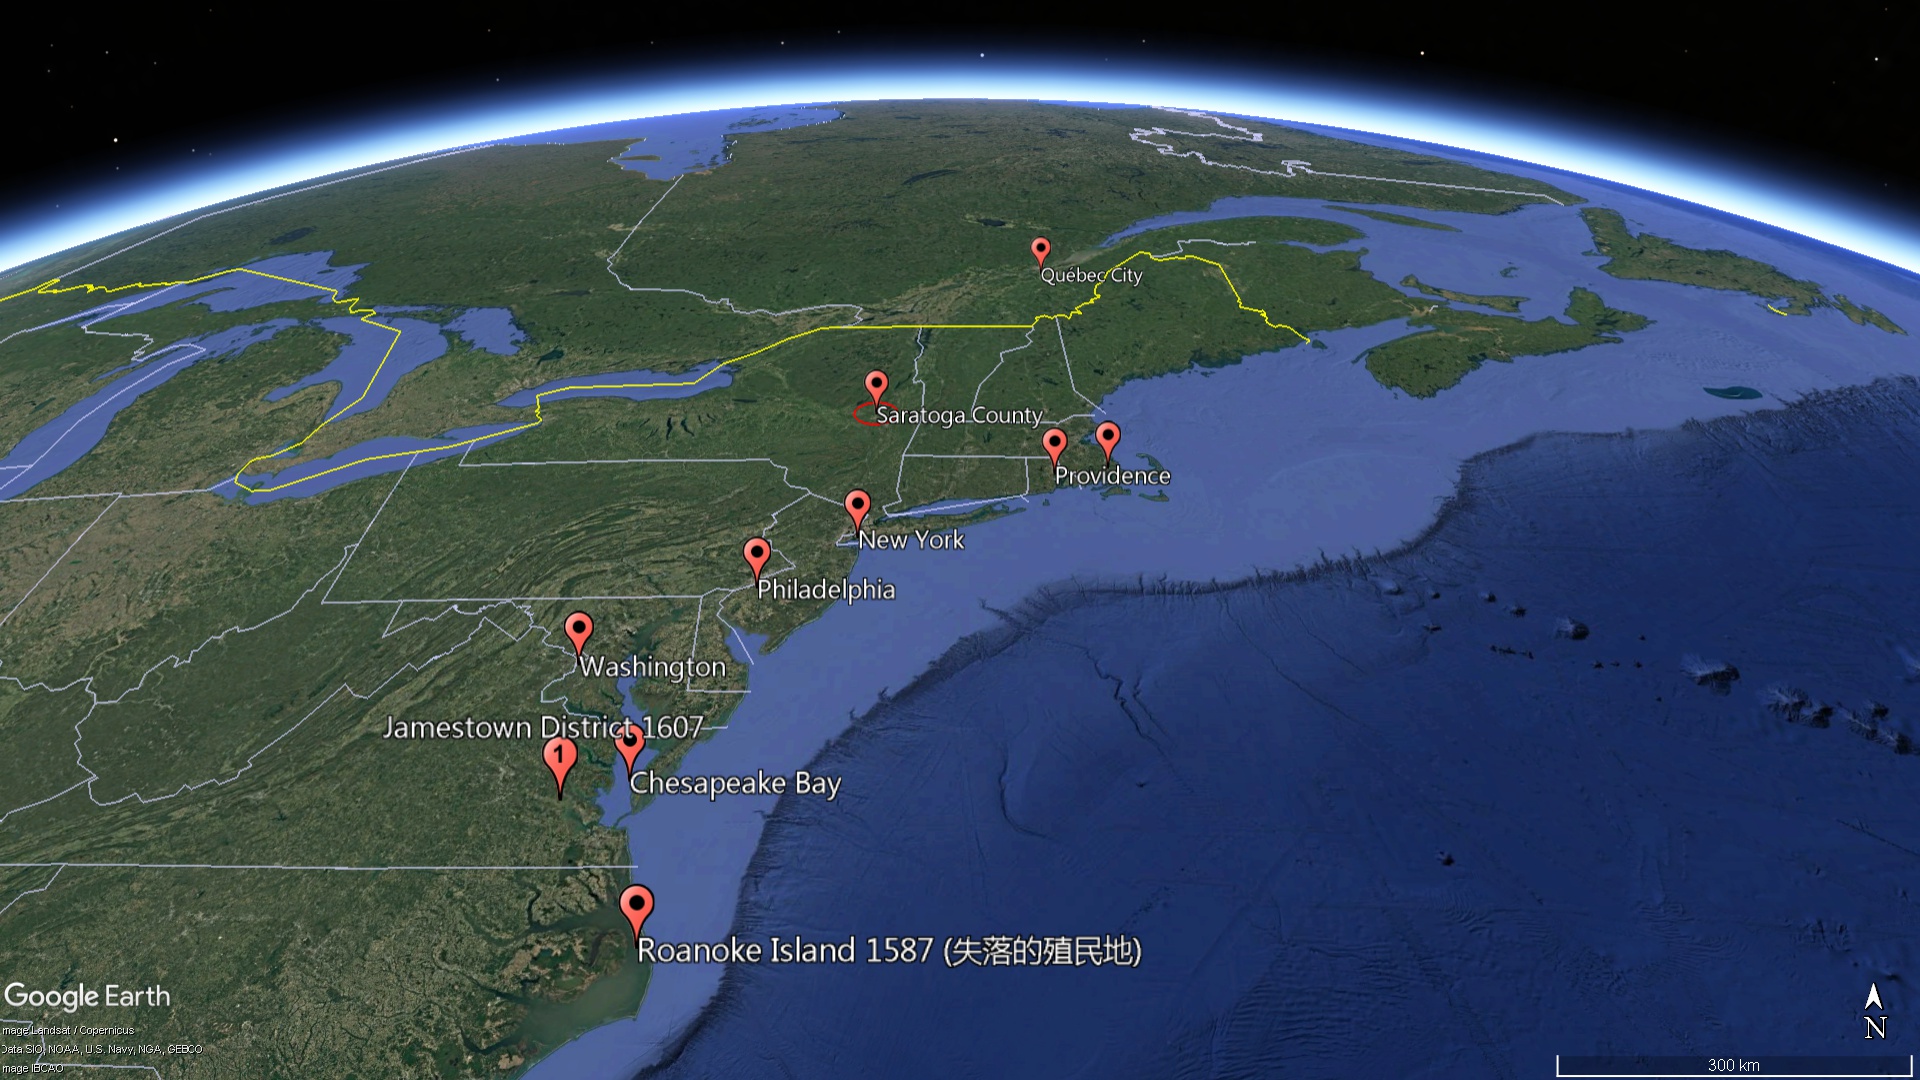 Québec City
Saratoga County
Providence
New York
Philadelphia
Washington
Jamestown District 1607
1
Chesapeake Bay
Roanoke Island 1587 (失落的殖民地)
Google Earth
mage Landsat / Copernicus
Data SIO, NOAA, U.S. Navy, NGA, GEBCO
mage IBCAO
N
300 km